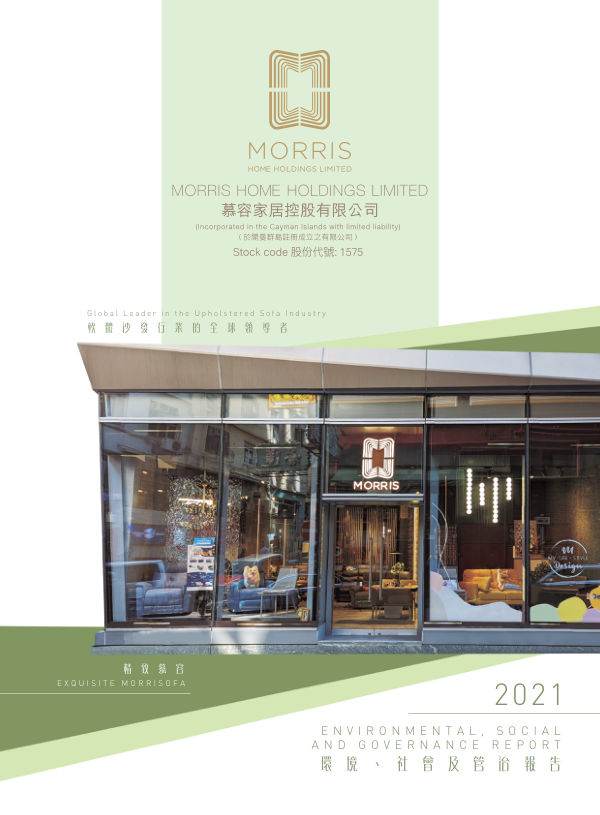 MORRIS
HOME HOLDINGS LIMITED
MORRIS HOME HOLDINGS LIMITED
慕容家居控股有限公司
(Incorporated in the Cayman Islands with limited liability)
(於開曼群島註冊成立之有限公司)
Stock code 股份代號: 1575
Global Leader in the Upholstered Sofa Industry
軟體沙發行業的全球領導者
MORRIS
Design
精致慕容
EXQUISITE MORRISOFA
2021
ENVIRONMENTAL, SOCIAL
AND GOVERNANCE REPORT
環境、社會及管治報告